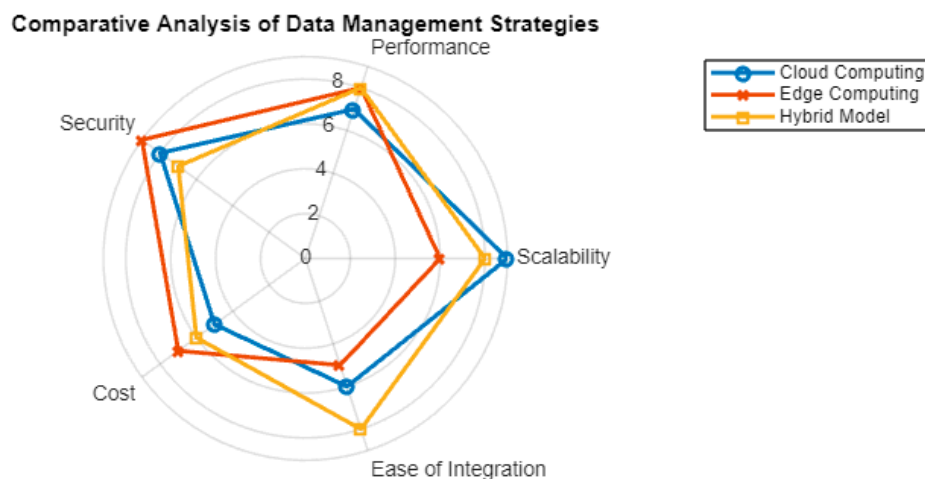 Comparative Analysis of Data Management Strategies
Performance
Cloud Computing
Edge Computing
Hybrid Model
8
Security
6
4
2
0
Scalability
Cost
Ease of Integration